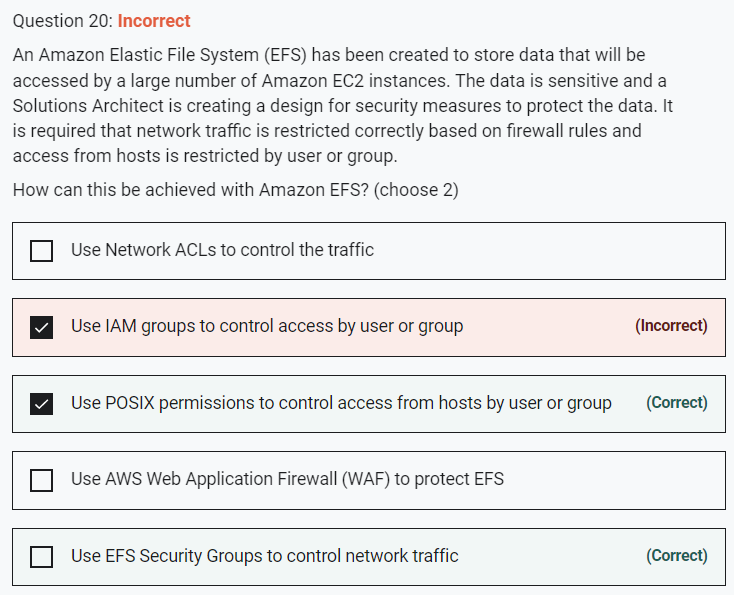 Question 20: Incorrect
An Amazon Elastic File System (EFS) has been created to store data that will be
accessed by a large number of Amazon EC2 instances. The data is sensitive and a
Solutions Architect is creating a design for security measures to protect the data. It
is required that network traffic is restricted correctly based on firewall rules and
access from hosts is restricted by user or group.
How can this be achieved with Amazon EFS? (choose 2)
Use Network ACLs to control the traffic
Use IAM groups to control access by user or group (Incorrect)
Use POSIX permissions to control access from hosts by user or group (Correct)
Use AWS Web Application Firewall (WAF) to protect EFS
Use EFS Security Groups to control network traffic (Correct)